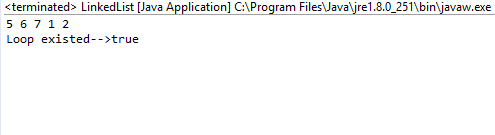 <terminated> LinkedList [Java Application] C:\Program Files\Java\jre1.8.0_251\bin\javaw.exe
5 6 7 1 2
Loop existed-->true